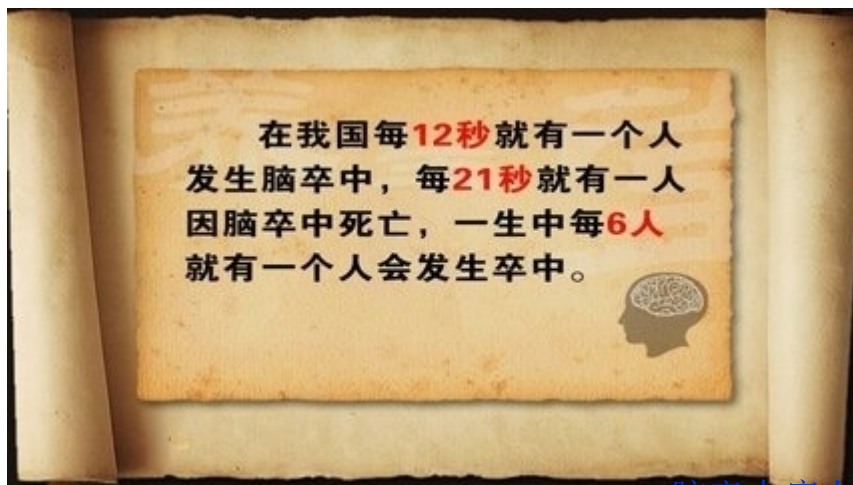 在我国每12秒就有一个人
发生脑卒中，每21秒就有一人
因脑卒中死亡，一生中每6人
就有一个人会发生卒中。